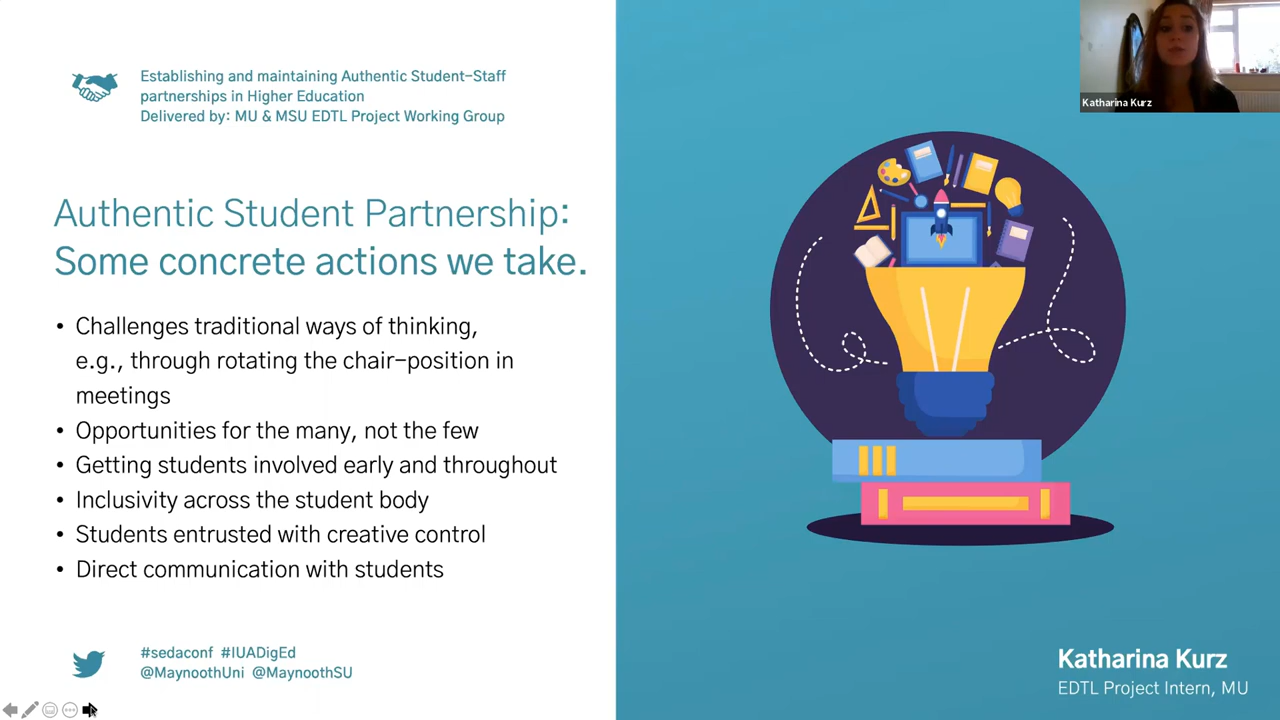 Establishing and maintaining Authentic Student-Staff
partnerships in Higher Education
Delivered by: MU & MSU EDTL Project Working Group
Katharina Kurz
Authentic Student Partnership:
Some concrete actions we take.
• Challenges traditional ways of thinking,
e.g., through rotating the chair-position in
meetings
• Opportunities for the many, not the few
• Getting students involved early and throughout
• Inclusivity across the student body
• Students entrusted with creative control
• Direct communication with students
#sedaconf #IUADigEd
@MaynoothUni @MaynoothSU
Katharina Kurz
EDTL Project Intern, MU